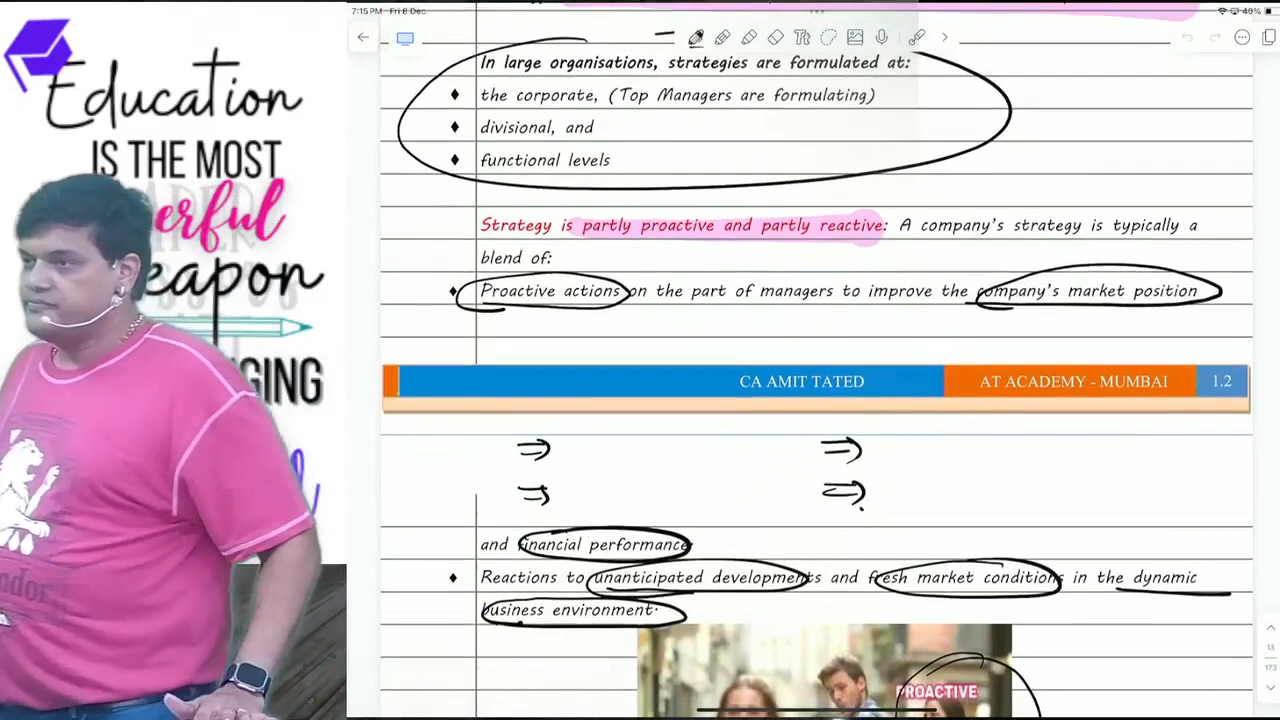 7:15 PM Fri 8 Dec
49%
Education
IS THE MOST
erful
eapon
GING
In large organisations, strategies are formulated at:
♦ the corporate, (Top Managers are formulating)
♦ divisional, and
♦ functional levels
Strategy is partly proactive and partly reactive: A company's strategy is typically a
blend of:
♦ Proactive actions on the part of managers to improve the company's market position
CA AMIT TATED AT ACADEMY - MUMBAI 1.2
⇒ ⇒
⇒ ⇒
and financial performance.
♦ Reactions to unanticipated developments and fresh market conditions in the dynamic
business environment.
PROACTIVE
13
173